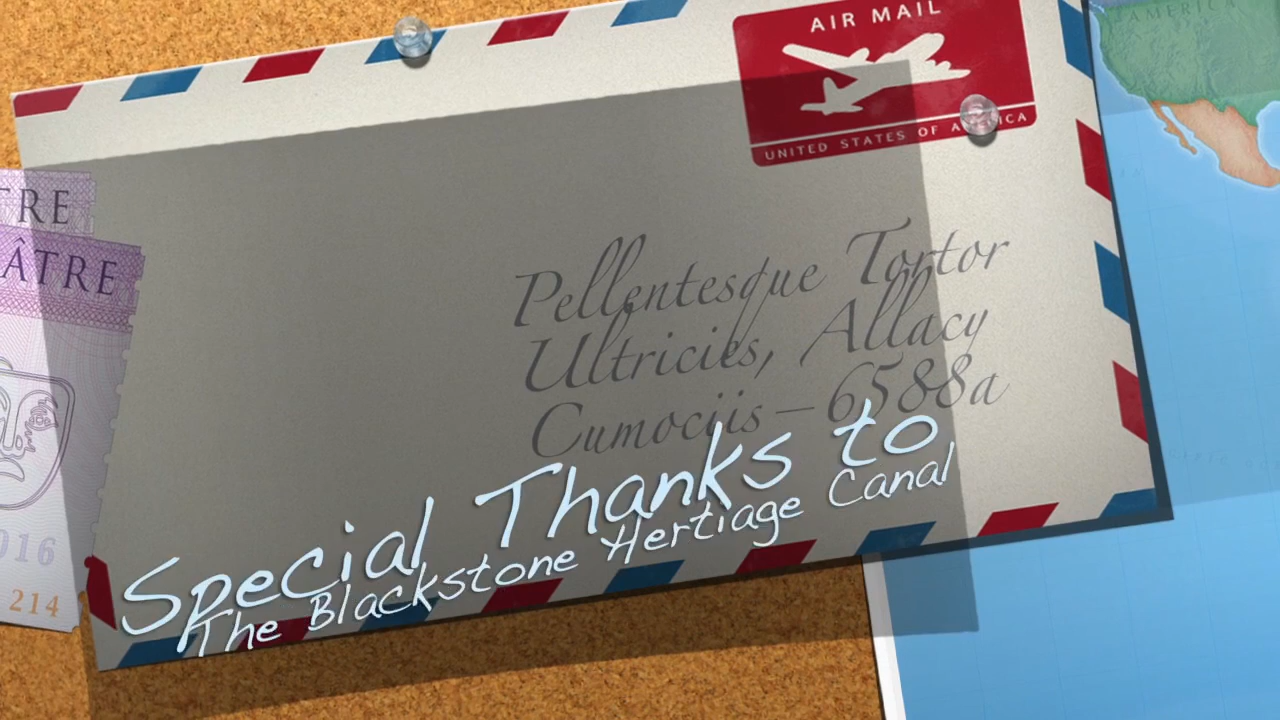 AIR MAIL
UNITED STATES OF AMERICA
AMERICA
TRE
ÂTRE
Pellentesque Tortor
Ultricies, Allacy
Cumociis - 6588a
Special Thanks to
The Blackstone Hertiage Canal
016
214